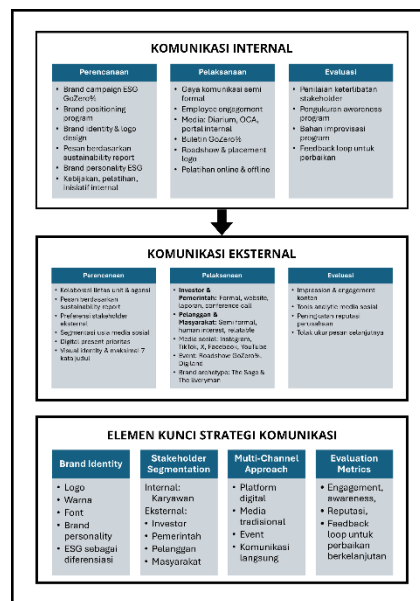 KOMUNIKASI INTERNAL
Perencanaan
• Brand campaign ESG
GoZero%
• Brand positioning
program
• Brand identity & logo
design
• Pesan berdasarkan
sustainability report
• Brand personality ESG
• Kebijakan, pelatihan,
inisiatif internal
Pelaksanaan
• Gaya komunikasi semi
formal
• Employee engagement
• Media: Diarium, OCA,
portal internal
• Buletin GoZero%
• Roadshow & placement
logo
• Pelatihan online & offline
Evaluasi
• Penilaian ketertibatan
stakeholder
• Pengukuran awareness
program
• Bahan improvisasi
program
• Feedback loop untuk
perbaikan
KOMUNIKASI EKSTERNAL
Perencanaan
• Kolaborasi lintas unit & agensi
• Pesan berdasarkan
sustainability report
• Preferensi stakeholder
eksternal
• Segmentasi usia media sosial
• Digital present prioritas
• Visual identity & maksimal 7
kata judul
Pelaksanaan
• Investor &
Pemerintah: Formal, website,
laporan, conference call
• Pelanggan &
Masyarakat: Semi formal,
human interest, relatable
• Media sosial: Instagram,
TikTok, X, Facebook, YouTube
• Event: Roadshow GoZero%,
Digiland
• Brand archetype: The Sage &
The Everyman
Evaluasi
• Impression & engagement
konten
• Tools analytic media sosial
• Peningkatan reputasi
perusahaan
• Tolak ukur pesan selanjutnya
ELEMEN KUNCI STRATEGI KOMUNIKASI
Brand Identity
• Logo
• Warna
• Font
• Brand
personality
• ESG sebagai
diferensiasi
Stakeholder
Segmentation
Internal:
Karyawan
Eksternal:
• Investor
• Pemerintah
• Pelanggan
• Masyarakat
Multi-Channel
Approach
• Platform
digital
• Media
tradisional
• Event
• Komunikasi
langsung
Evaluation
Metrics
• Engagement,
awareness,
• Reputasi,
• Feedback
loop untuk
perbaikan
berkelanjutan